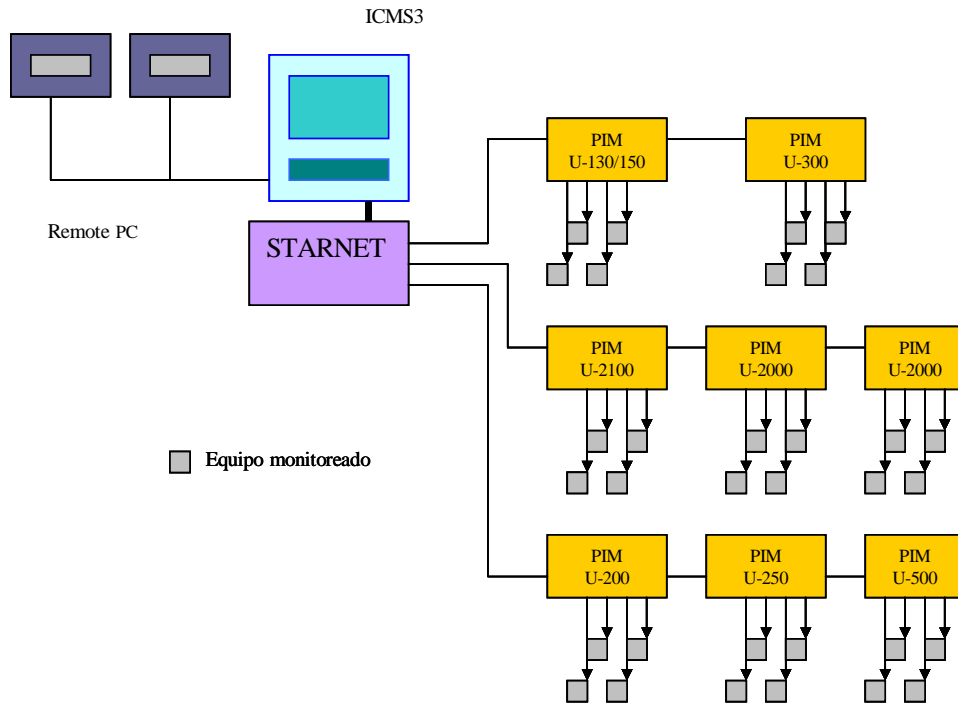 ICMS3
PIM
U-130/150
PIM
U-300
Remote PC
STARNET
PIM
U-2100
PIM
U-2000
PIM
U-2000
Equipo monitoreado
PIM
U-200
PIM
U-250
PIM
U-500